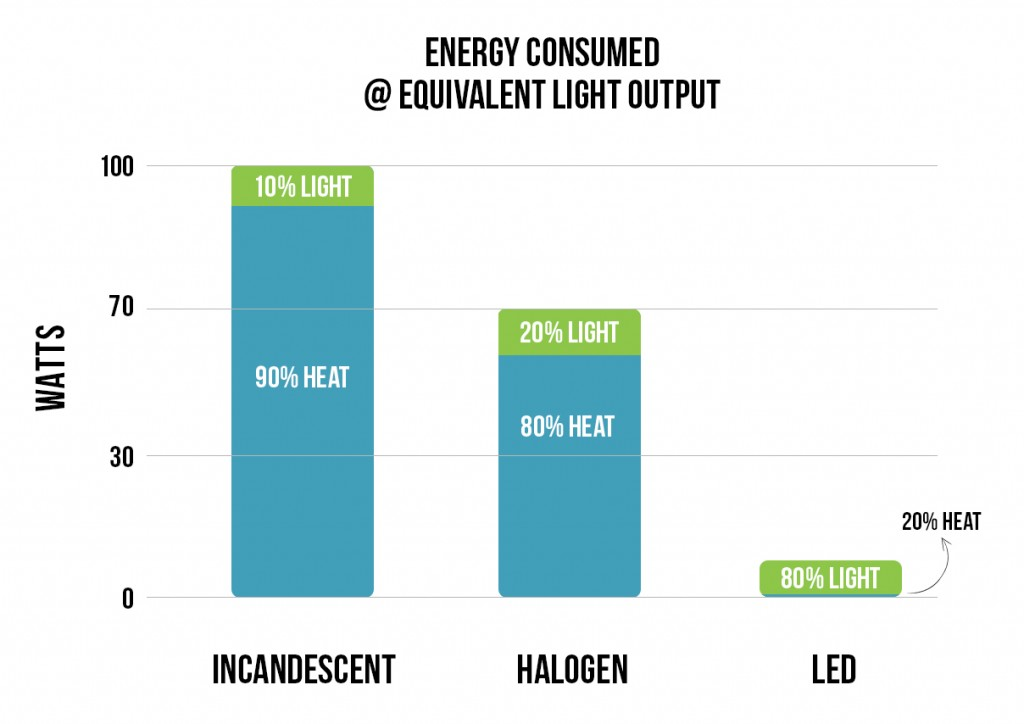 ENERGY CONSUMED
@ EQUIVALENT LIGHT OUTPUT
100
10% LIGHT
70
20% LIGHT
WATTS
90% HEAT
80% HEAT
30
20% HEAT
80% LIGHT
0
INCANDESCENT
HALOGEN
LED